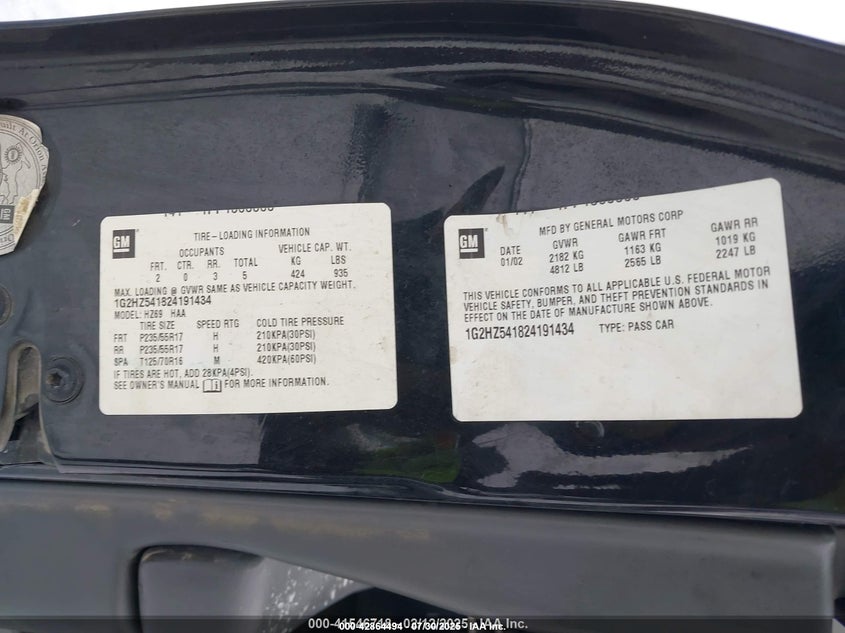 GM
TIRE-LOADING INFORMATION
OCCUPANTS VEHICLE CAP. WT.
FRT. CTR. RR. TOTAL KG LBS
2 0 3 5 424 935
MAX. LOADING @ GVWR SAME AS VEHICLE CAPACITY WEIGHT.
1G2HZ541824191434
MODEL: HZ69 HAA
TIRE SIZE SPEED RTG COLD TIRE PRESSURE
FRT P235/55R17 H 210KPA(30PSI)
RR P235/55R17 H 210KPA(30PSI)
SPA T125/70R16 M 420KPA(60PSI)
IF TIRES ARE HOT, ADD 28KPA(4PSI).
SEE OWNER'S MANUAL FOR MORE INFORMATION.
GM
MFD BY GENERAL MOTORS CORP
DATE GVWR GAWR FRT GAWR RR
01/02 2182 KG 1163 KG 1019 KG
4812 LB 2565 LB 2247 LB
THIS VEHICLE CONFORMS TO ALL APPLICABLE U.S. FEDERAL MOTOR
VEHICLE SAFETY, BUMPER, AND THEFT PREVENTION STANDARDS IN
EFFECT ON THE DATE OF MANUFACTURE SHOWN ABOVE.
1G2HZ541824191434 TYPE: PASS CAR
000-42864494 07/30/2025 IAA Inc.